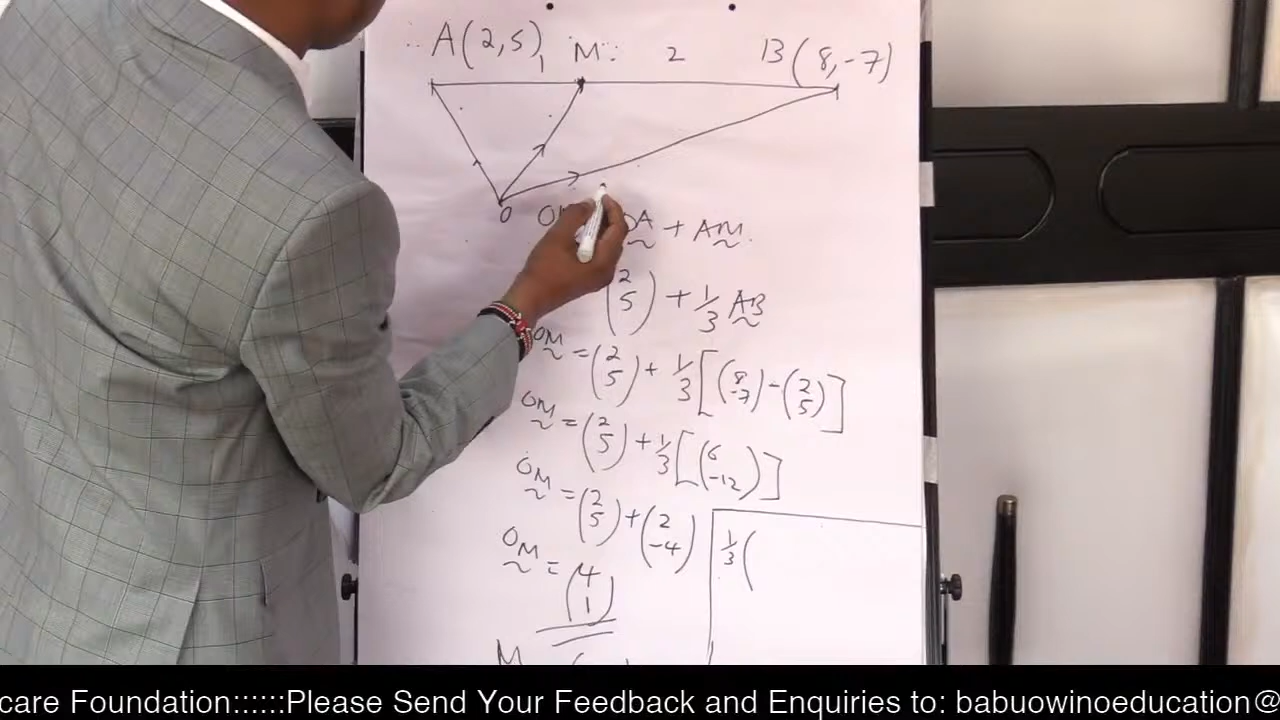 A(2,5) 1 M 2 B(8,-7)
O
OM OA + AM.
(2 5) + 1/3 AB
OM = (2 5) + 1/3 [(8 -7) - (2 5)]
OM = (2 5) + 1/3 [(6 -12)]
OM = (2 5) + (2 -4)
1/3 (
OM = (4 1)
M
care Foundation::::::Please Send Your Feedback and Enquiries to: babuowinoeducation@